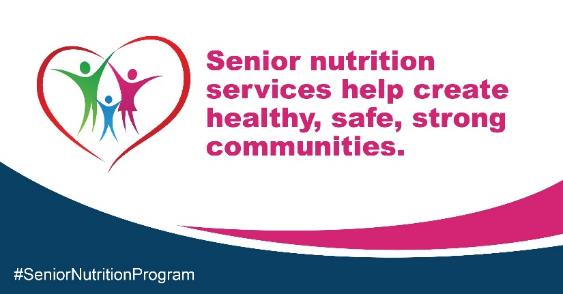 Senior nutrition
services help create
healthy, safe, strong
communities.
#SeniorNutritionProgram